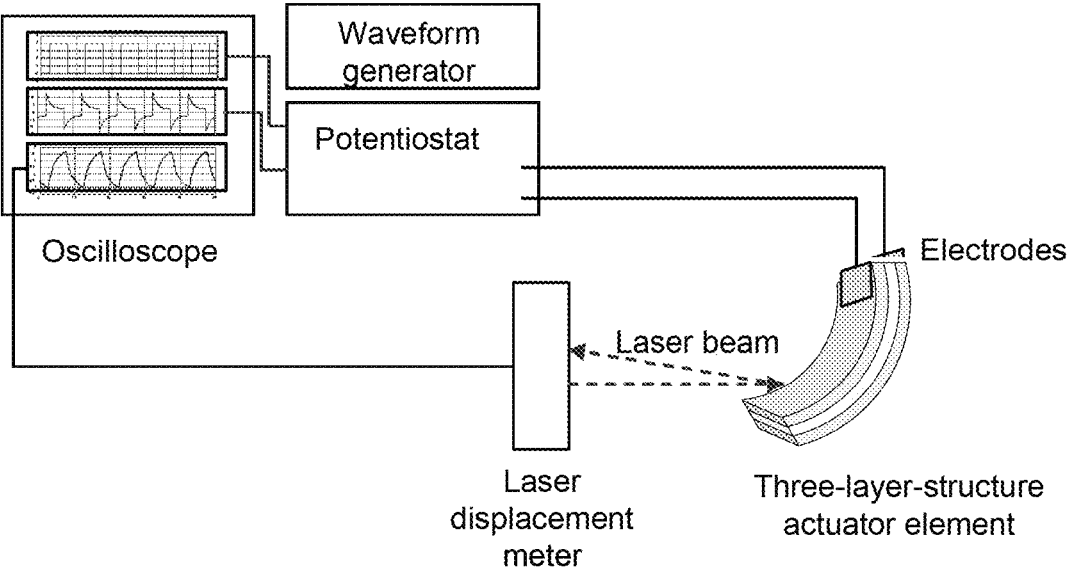 Waveform
generator
Potentiostat
Oscilloscope
Electrodes
Laser beam
Laser
displacement
meter
Three-layer-structure
actuator element